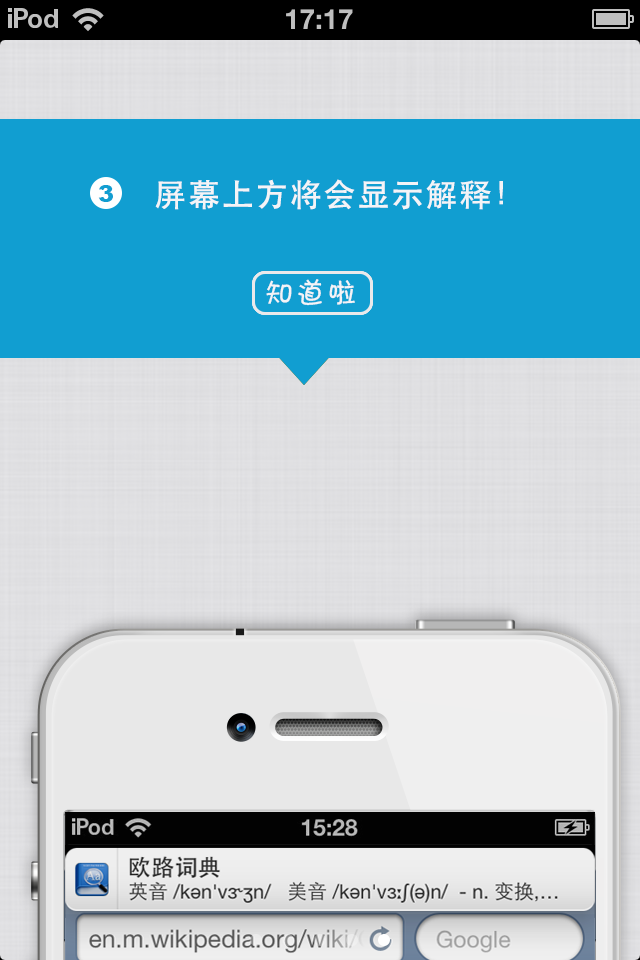 iPod 17:17
3 屏幕上方将会显示解释！
知道啦
iPod 15:28
欧路词典
英音 /kən'vɜ˞ʒn/ 美音 /kən'vɜːʃ(ə)n/ - n. 变换,...
en.m.wikipedia.org/wiki/ Google